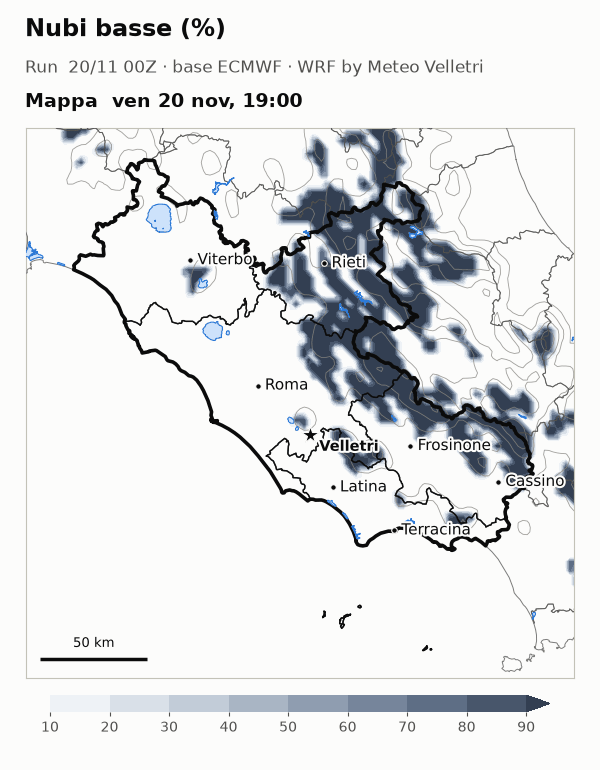 Nubi basse (%)
Run  20/11 00Z · base ECMWF · WRF by Meteo Velletri
Mappa  ven 20 nov, 19:00
Viterbo
Rieti
Roma
Velletri
Frosinone
Cassino
Latina
Terracina
50 km
10 20 30 40 50 60 70 80 90